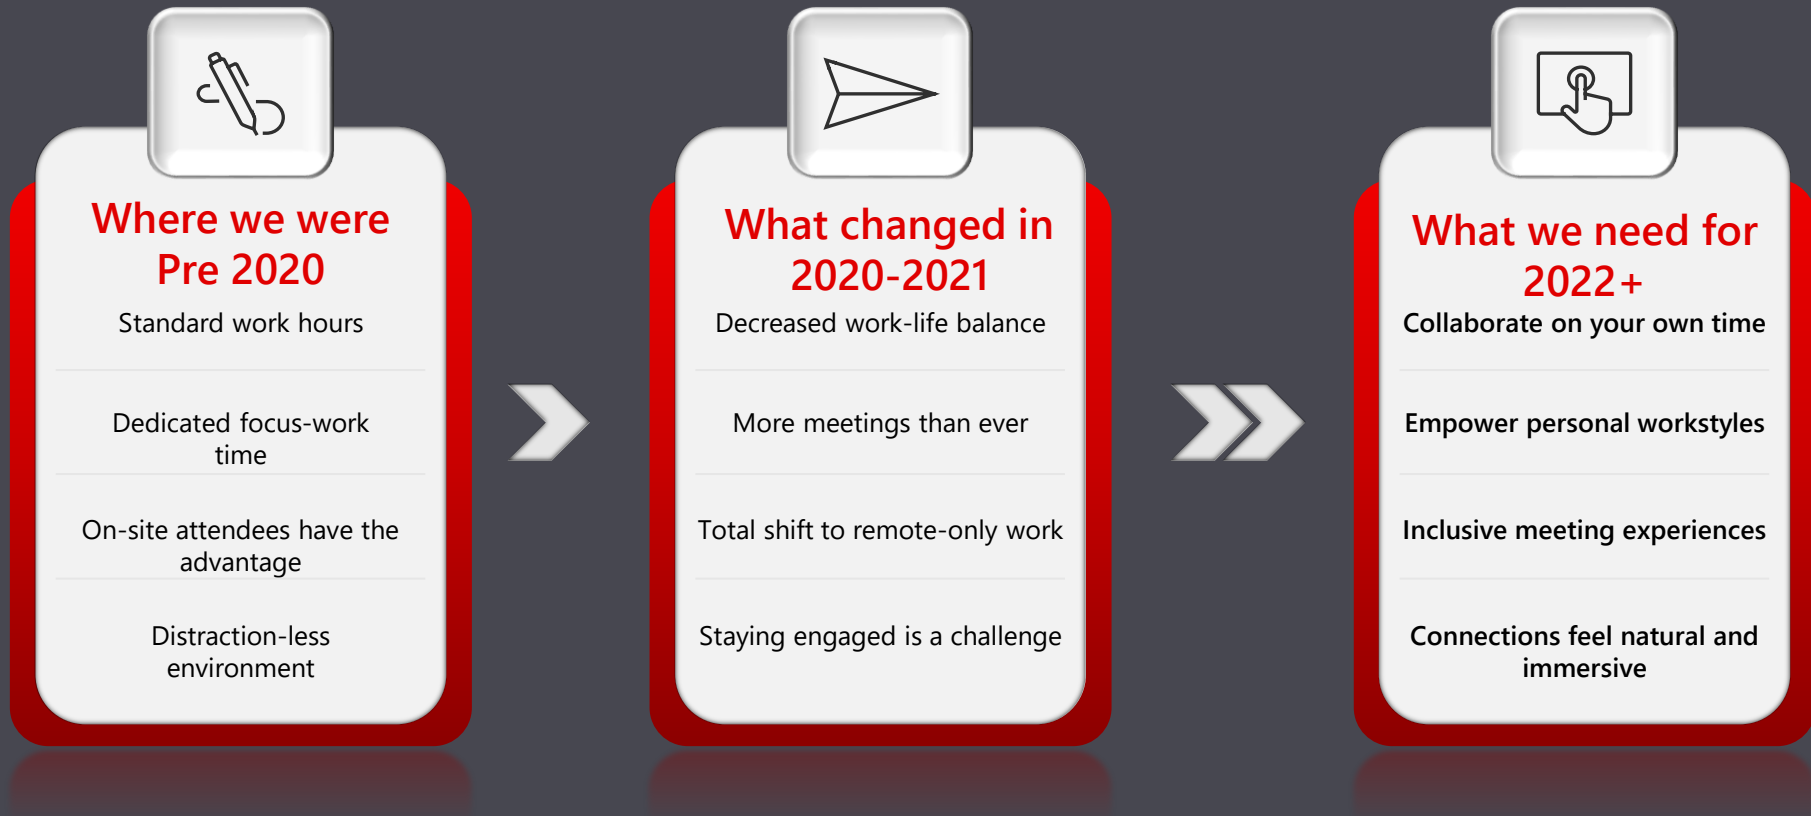 Where we were
Pre 2020
Standard work hours
Dedicated focus-work
time
On-site attendees have the
advantage
Distraction-less
environment
What changed in
2020-2021
Decreased work-life balance
More meetings than ever
Total shift to remote-only work
Staying engaged is a challenge
What we need for
2022+
Collaborate on your own time
Empower personal workstyles
Inclusive meeting experiences
Connections feel natural and
immersive